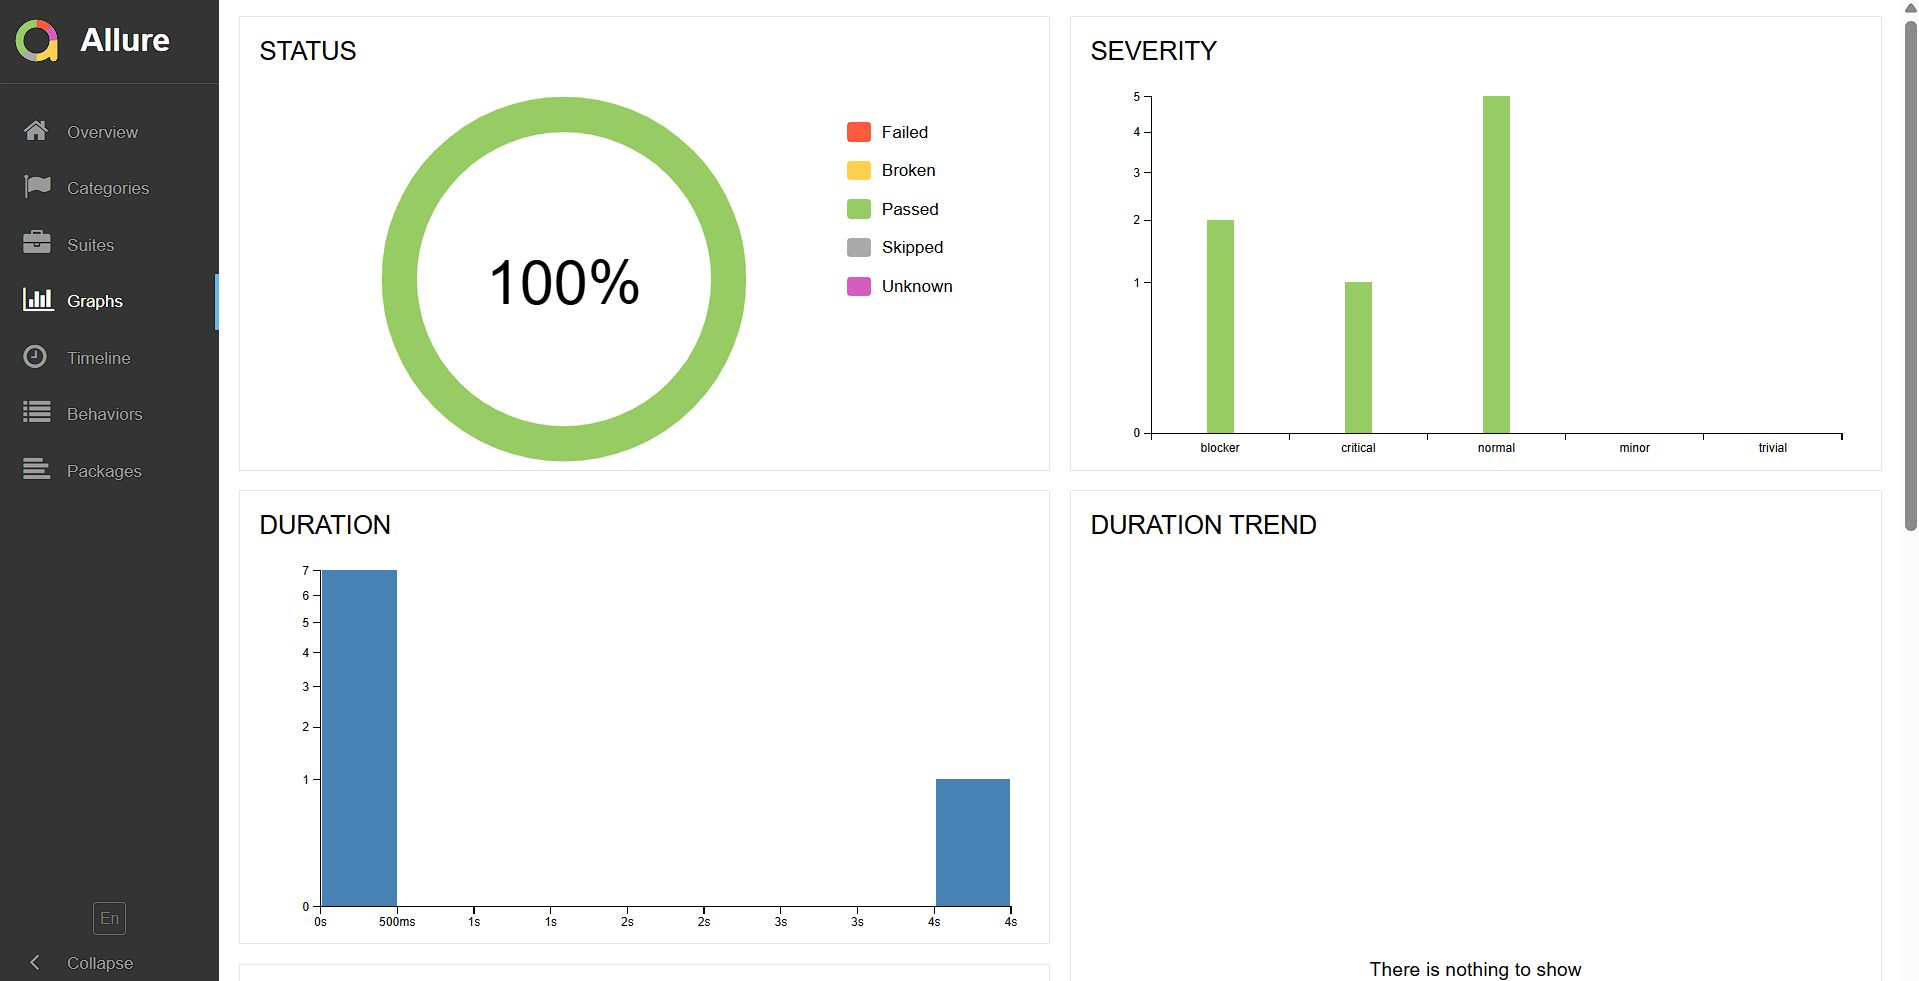 Allure
Overview
Categories
Suites
Graphs
Timeline
Behaviors
Packages
En
Collapse
STATUS
100%
Failed
Broken
Passed
Skipped
Unknown
SEVERITY
5
4
3
2
1
0
blocker critical normal minor trivial
DURATION
7
6
5
4
3
2
1
0
0s 500ms 1s 1s 2s 2s 3s 3s 4s 4s
DURATION TREND
There is nothing to show